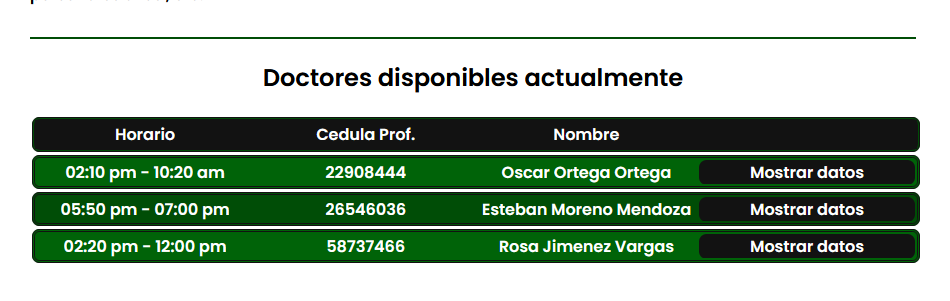 Doctores disponibles actualmente
Horario Cedula Prof. Nombre
02:10 pm - 10:20 am 22908444 Oscar Ortega Ortega Mostrar datos
05:50 pm - 07:00 pm 26546036 Esteban Moreno Mendoza Mostrar datos
02:20 pm - 12:00 pm 58737466 Rosa Jimenez Vargas Mostrar datos